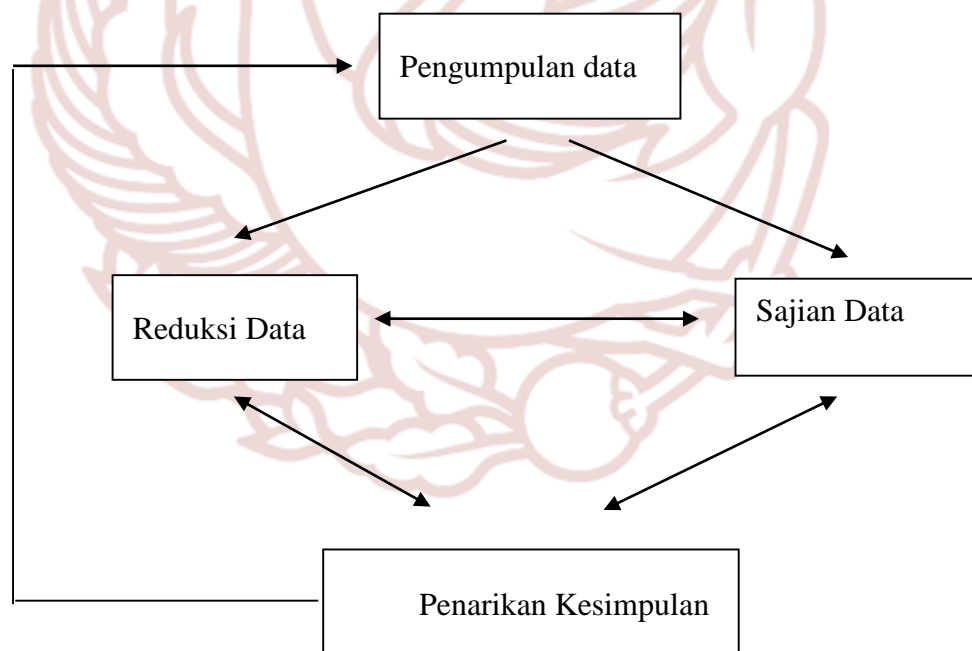 Pengumpulan data
Reduksi Data
Sajian Data
Penarikan Kesimpulan